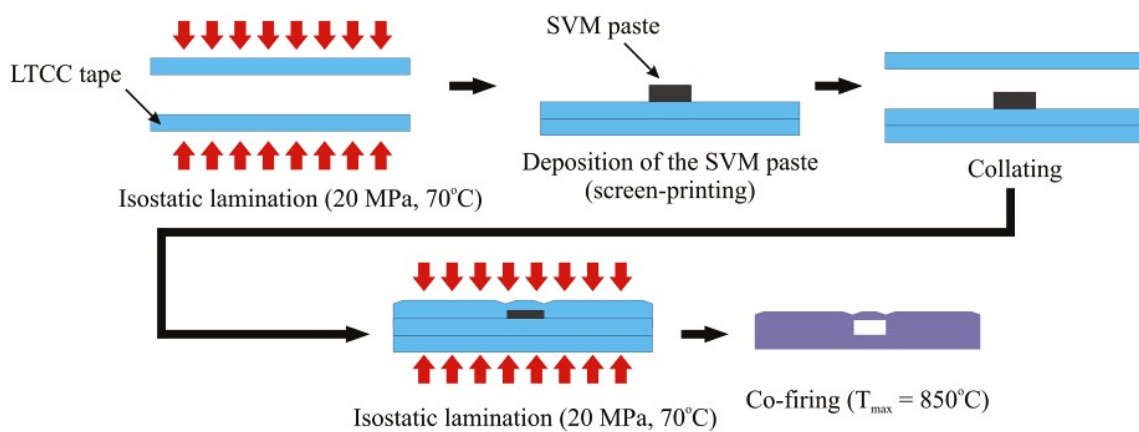 SVM paste
LTCC tape
Deposition of the SVM paste
(screen-printing)
Collating
Isostatic lamination (20 MPa, 70°C)
Isostatic lamination (20 MPa, 70°C)
Co-firing (Tmax = 850°C)